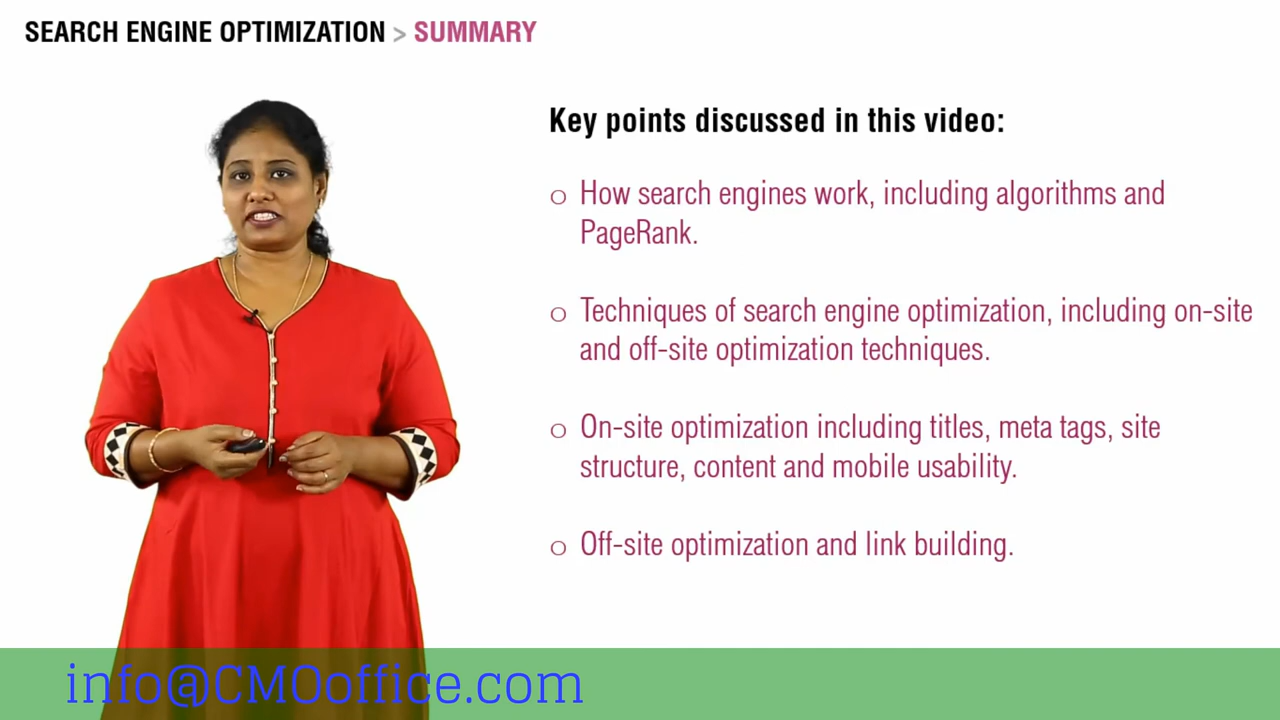 SEARCH ENGINE OPTIMIZATION > SUMMARY
Key points discussed in this video:
o How search engines work, including algorithms and
PageRank.
o Techniques of search engine optimization, including on-site
and off-site optimization techniques.
o On-site optimization including titles, meta tags, site
structure, content and mobile usability.
o Off-site optimization and link building.
info@CMOoffice.com